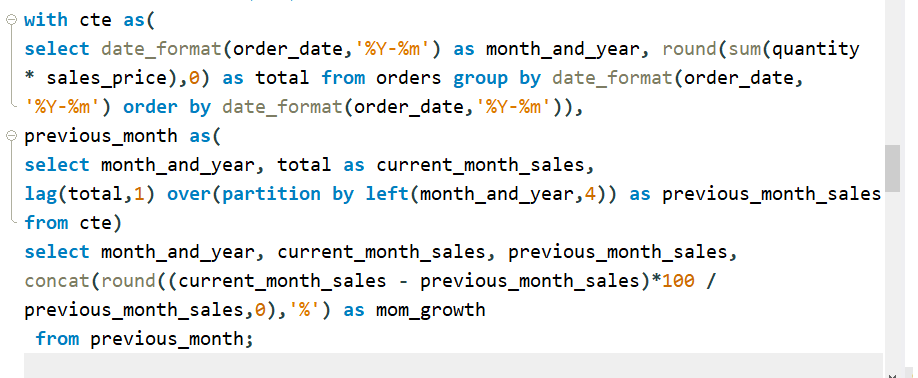 with cte as(
select date_format(order_date,'%Y-%m') as month_and_year, round(sum(quantity
* sales_price),0) as total from orders group by date_format(order_date,
'%Y-%m') order by date_format(order_date,'%Y-%m')),
previous_month as(
select month_and_year, total as current_month_sales,
lag(total,1) over(partition by left(month_and_year,4)) as previous_month_sales
from cte)
select month_and_year, current_month_sales, previous_month_sales,
concat(round((current_month_sales - previous_month_sales)*100 /
previous_month_sales,0),'%') as mom_growth
from previous_month;